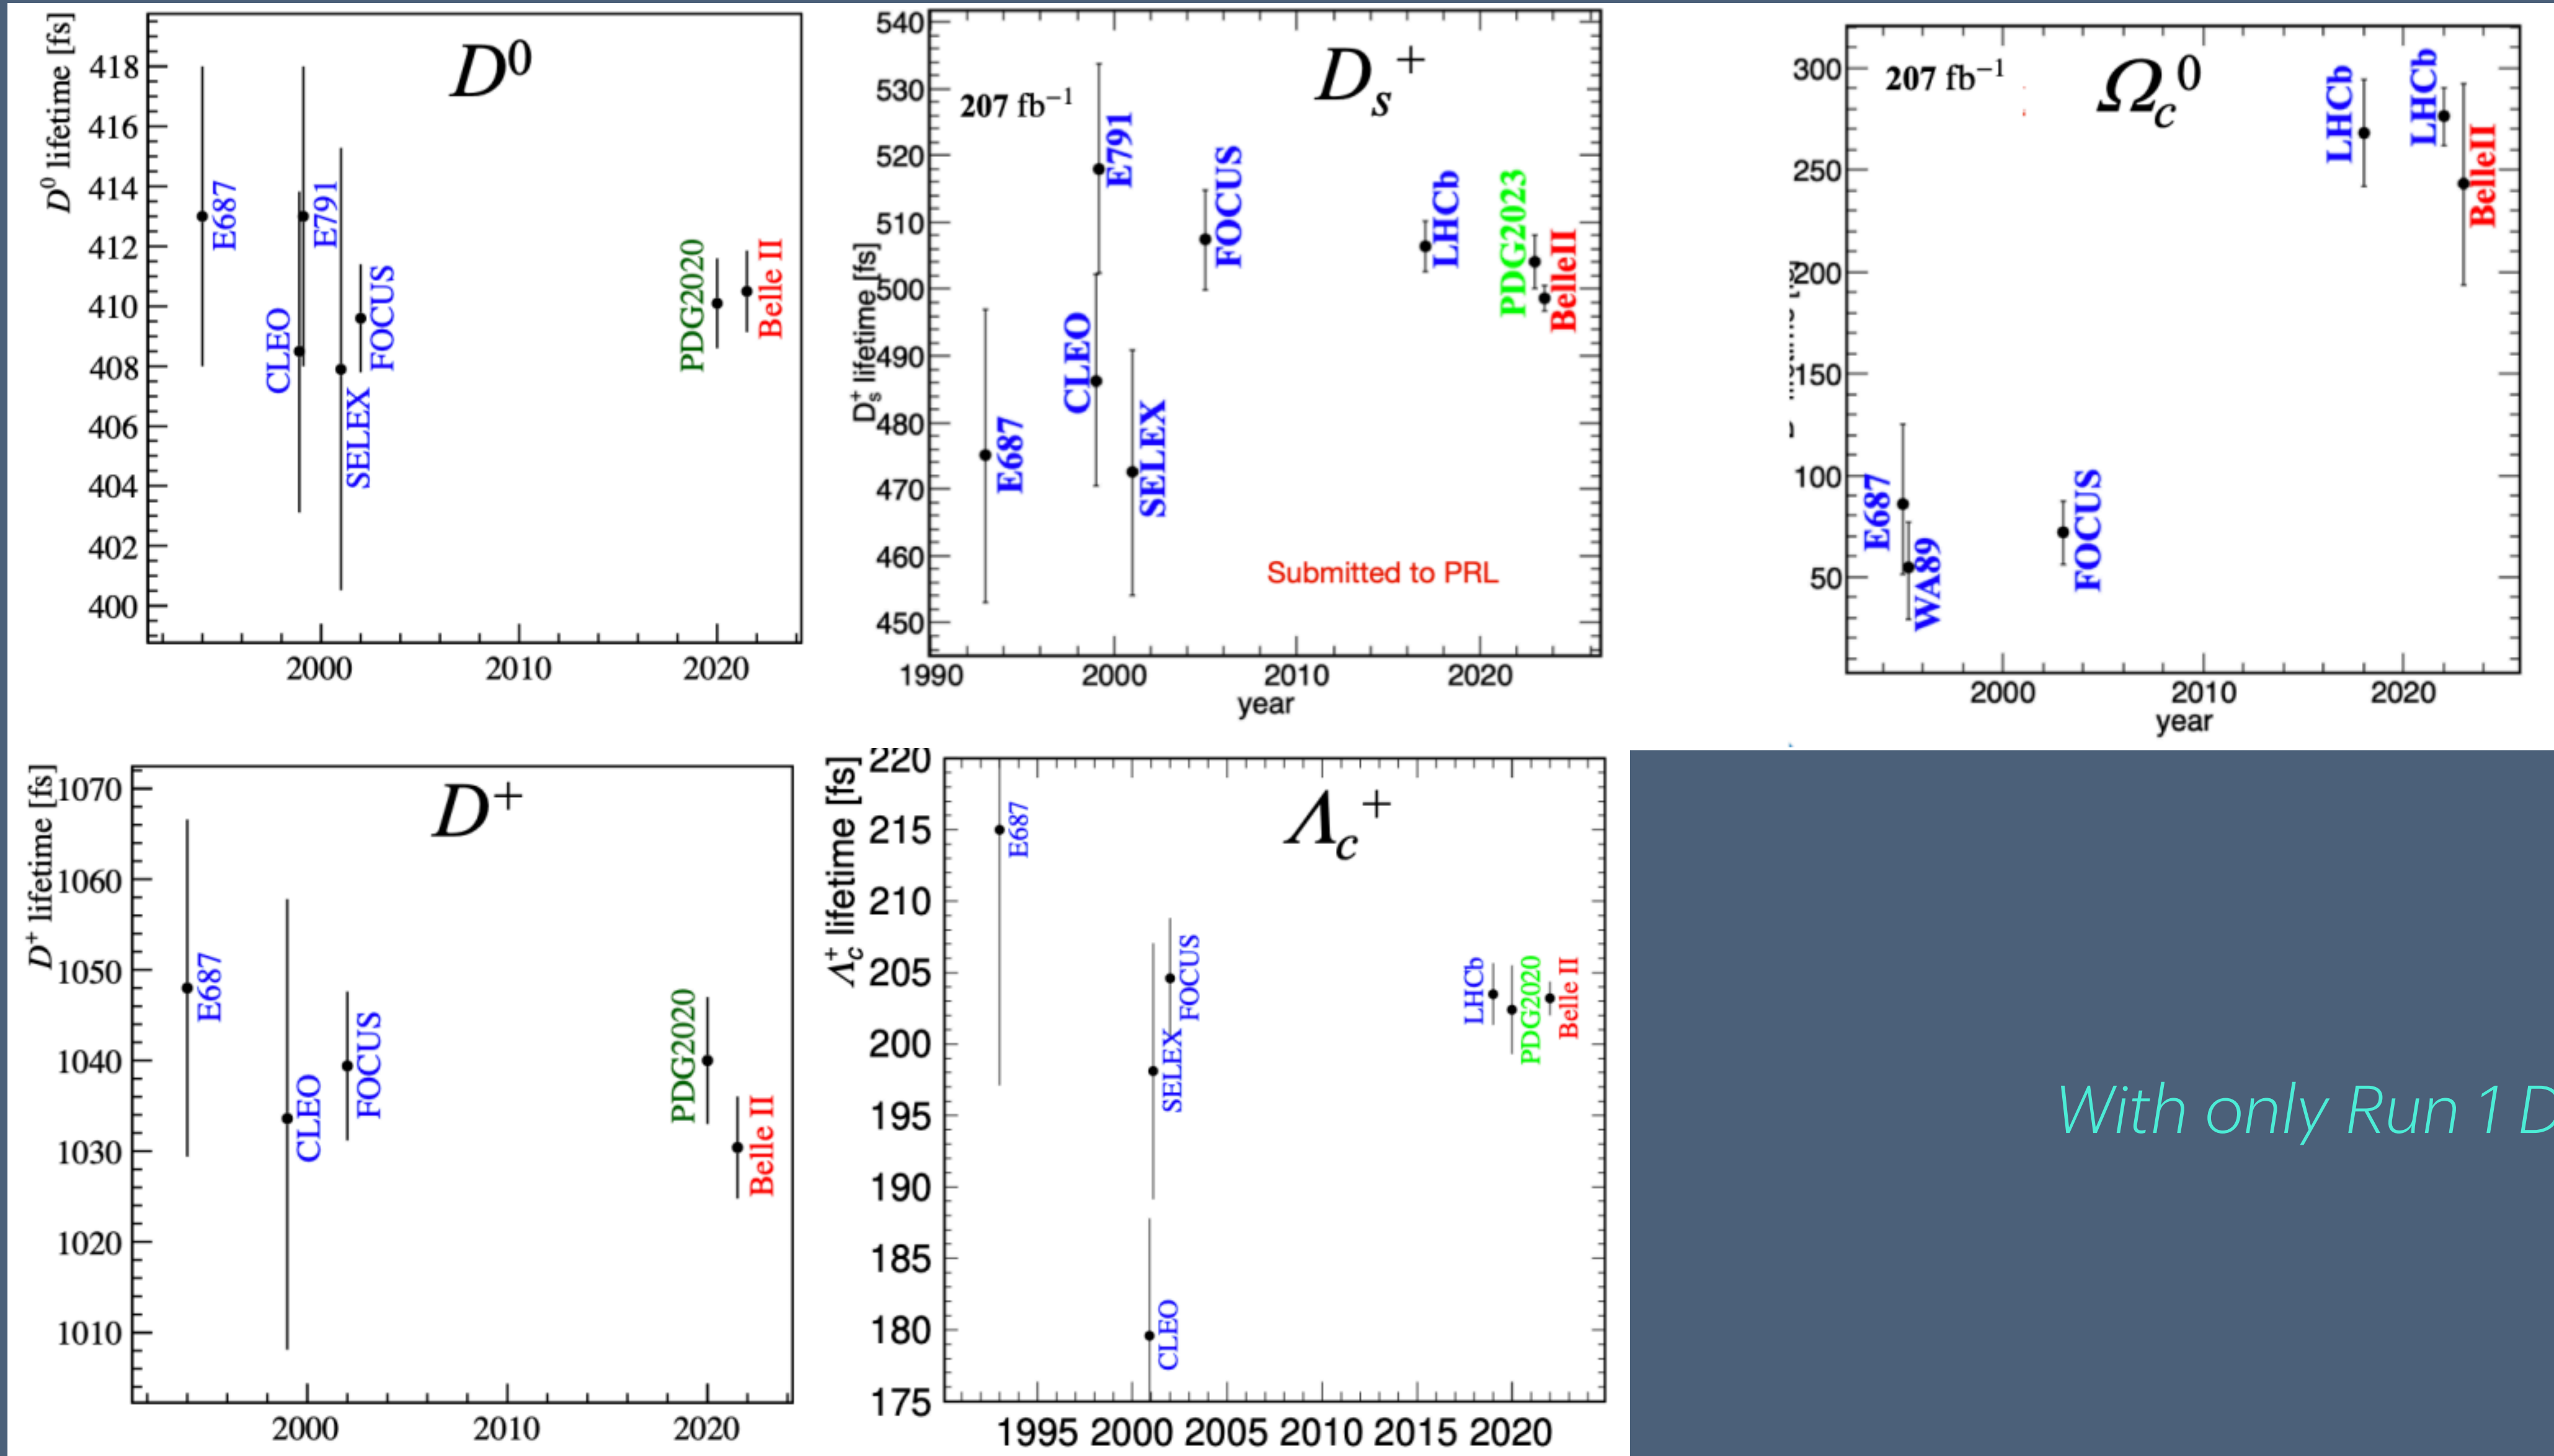 D⁰
D⁰ lifetime [fs]
418
416
414
412
410
408
406
404
402
400
E687
CLEO
E791
SELEX
FOCUS
PDG2020
Belle II
2000 2010 2020
Dₛ⁺
207 fb⁻¹
Dₛ⁺ lifetime [fs]
540
530
520
510
500
490
480
470
460
450
E687
CLEO
E791
SELEX
FOCUS
LHCb
PDG2023
BelleII
Submitted to PRL
1990 2000 2010 2020
year
Ω_c⁰
207 fb⁻¹
300
250
200
150
100
50
E687
WA89
FOCUS
LHCb
LHCb
BelleII
2000 2010 2020
year
D⁺
D⁺ lifetime [fs]
1070
1060
1050
1040
1030
1020
1010
E687
CLEO
FOCUS
PDG2020
Belle II
2000 2010 2020
Λ_c⁺
Λ_c⁺ lifetime [fs]
220
215
210
205
200
195
190
185
180
175
E687
CLEO
SELEX
FOCUS
LHCb
PDG2020
Belle II
1995 2000 2005 2010 2015 2020
With only Run 1 D